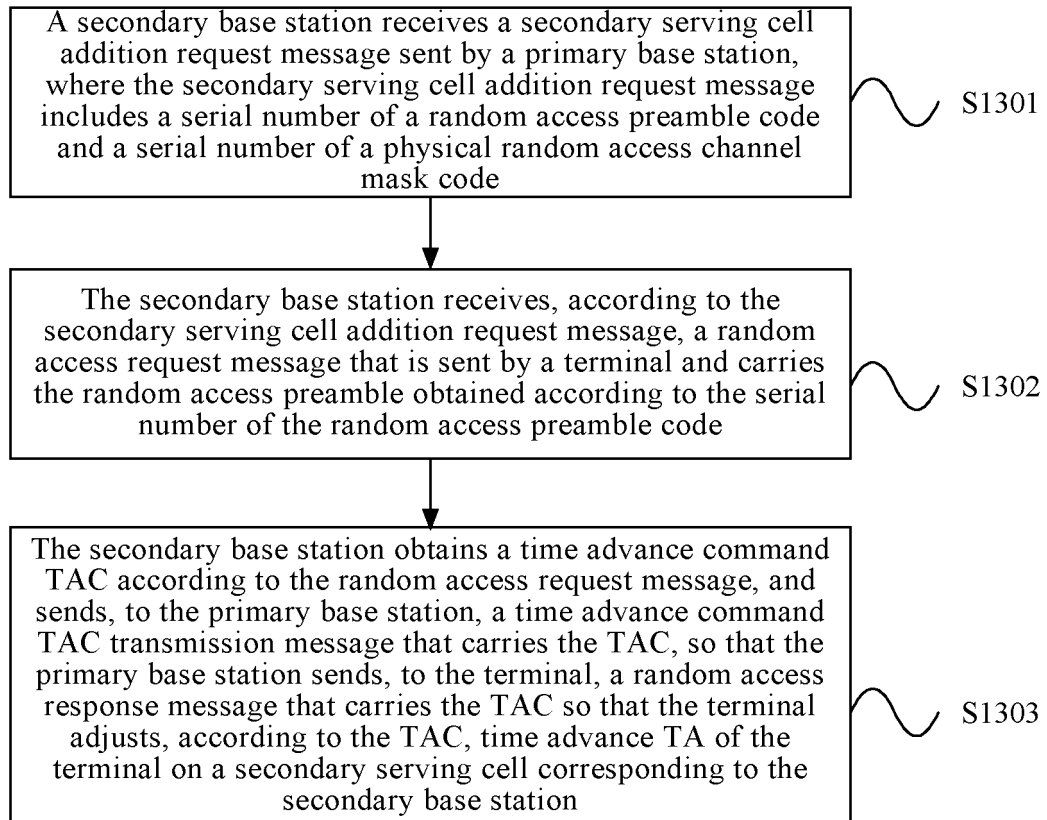 A secondary base station receives a secondary serving cell
addition request message sent by a primary base station,
where the secondary serving cell addition request message
includes a serial number of a random access preamble code
and a serial number of a physical random access channel
mask code
S1301
The secondary base station receives, according to the
secondary serving cell addition request message, a random
access request message that is sent by a terminal and carries
the random access preamble obtained according to the serial
number of the random access preamble code
S1302
The secondary base station obtains a time advance command
TAC according to the random access request message, and
sends, to the primary base station, a time advance command
TAC transmission message that carries the TAC, so that the
primary base station sends, to the terminal, a random access
response message that carries the TAC so that the terminal
adjusts, according to the TAC, time advance TA of the
terminal on a secondary serving cell corresponding to the
secondary base station
S1303